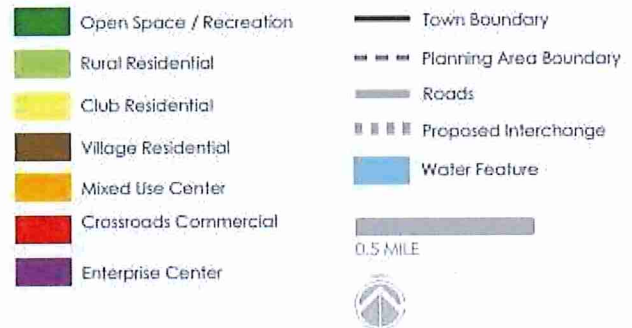 Open Space / Recreation
Rural Residential
Club Residential
Village Residential
Mixed Use Center
Crossroads Commercial
Enterprise Center
Town Boundary
Planning Area Boundary
Roads
Proposed Interchange
Water Feature
0.5 MILE